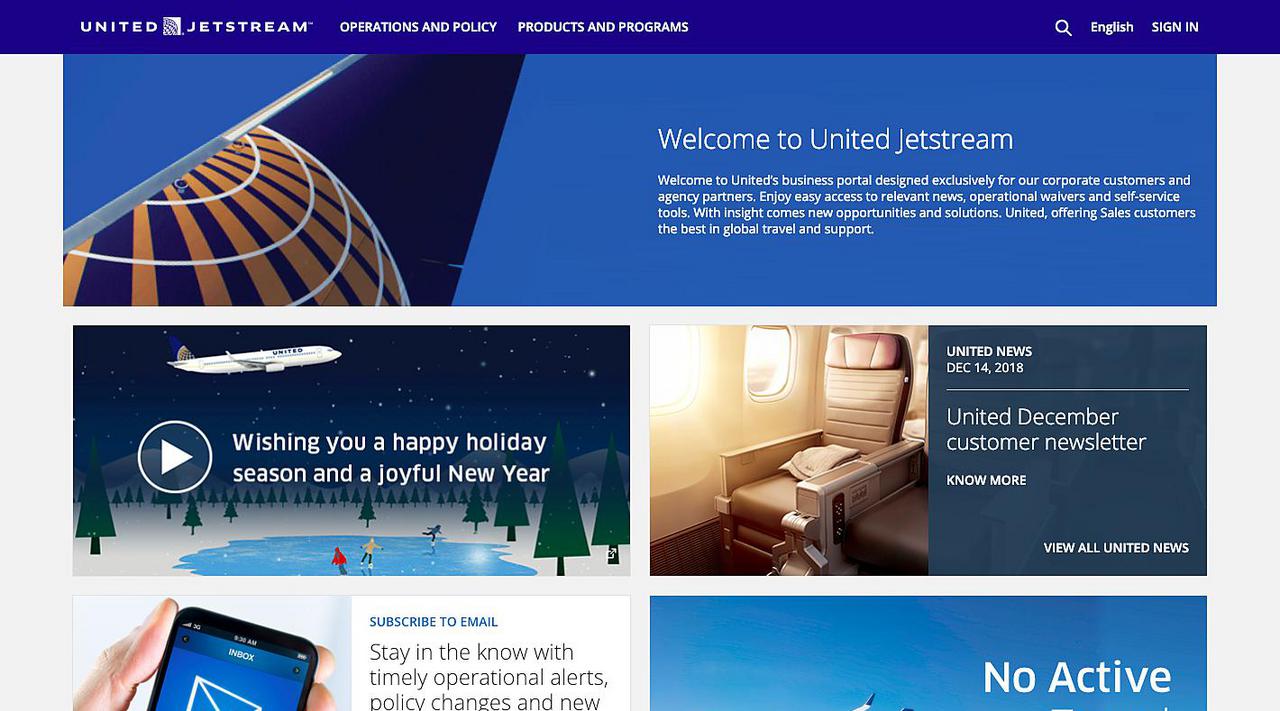 UNITED JETSTREAM™
OPERATIONS AND POLICY
PRODUCTS AND PROGRAMS
English
SIGN IN
Welcome to United Jetstream
Welcome to United's business portal designed exclusively for our corporate customers and
agency partners. Enjoy easy access to relevant news, operational waivers and self-service
tools. With insight comes new opportunities and solutions. United, offering Sales customers
the best in global travel and support.
UNITED
Wishing you a happy holiday
season and a joyful New Year
UNITED NEWS
DEC 14, 2018
United December
customer newsletter
KNOW MORE
VIEW ALL UNITED NEWS
3G
9:36 AM
INBOX
SUBSCRIBE TO EMAIL
Stay in the know with
timely operational alerts,
policy changes and new
No Active